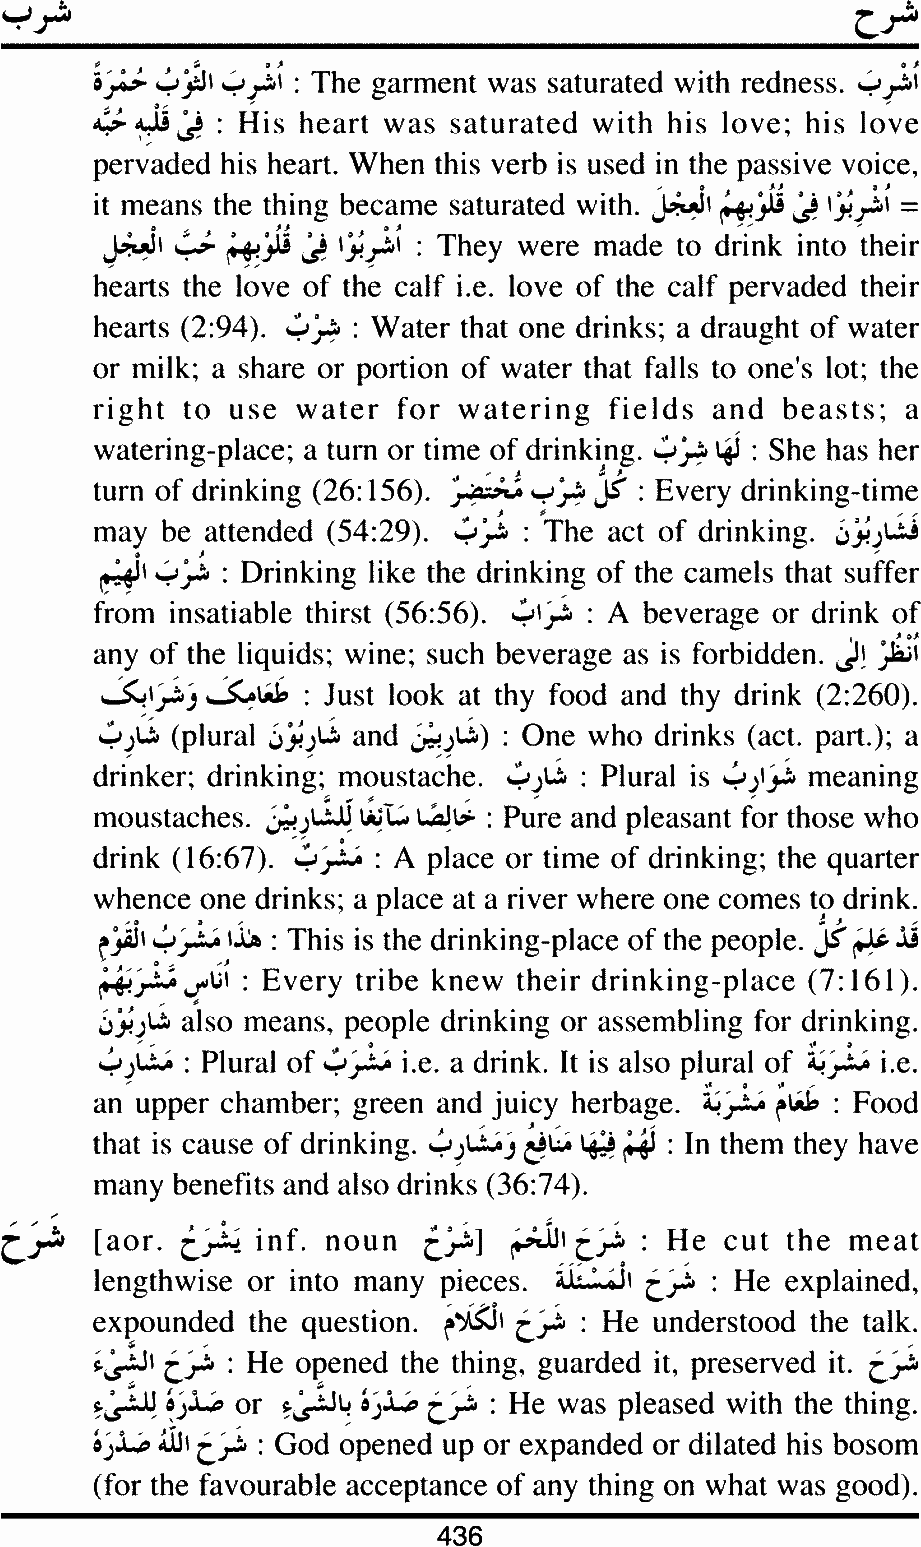 شرب شرح
اُشْرِبَ الثَّوْبُ حُمْرَةً : The garment was saturated with redness. اُشْرِبَ
فِیْ قَلْبِهٖ حُبَّه : His heart was saturated with his love; his love
pervaded his heart. When this verb is used in the passive voice,
it means the thing became saturated with. اُشْرِبُوْا فِیْ قُلُوْبِهِمُ الْعِجْلَ =
اُشْرِبُوْا فِیْ قُلُوْبِهِمْ حُبَّ الْعِجْلِ : They were made to drink into their
hearts the love of the calf i.e. love of the calf pervaded their
hearts (2:94). شِرْبٌ : Water that one drinks; a draught of water
or milk; a share or portion of water that falls to one's lot; the
right to use water for watering fields and beasts; a
watering-place; a turn or time of drinking. لَهَا شِرْبٌ : She has her
turn of drinking (26:156). كُلُّ شِرْبٍ مُّحْتَضَرٌ : Every drinking-time
may be attended (54:29). شُرْبٌ : The act of drinking. فَشَارِبُوْنَ
شُرْبَ الْهِیْمِ : Drinking like the drinking of the camels that suffer
from insatiable thirst (56:56). شَرَابٌ : A beverage or drink of
any of the liquids; wine; such beverage as is forbidden. اُنْظُرْ اِلٰی
طَعَامِکَ وَشَرَابِکَ : Just look at thy food and thy drink (2:260).
شَارِبٌ (plural شَارِبُوْنَ and شَارِبِیْنَ) : One who drinks (act. part.); a
drinker; drinking; moustache. شَارِبٌ : Plural is شَوَارِبُ meaning
moustaches. خَالِصًا سَآئِغًا لِّلشَّارِبِیْنَ : Pure and pleasant for those who
drink (16:67). مَشْرَبٌ : A place or time of drinking; the quarter
whence one drinks; a place at a river where one comes to drink.
هٰذَا مَشْرَبُ الْقَوْمِ : This is the drinking-place of the people. قَدْ عَلِمَ كُلُّ
اُنَاسٍ مَّشْرَبَهُمْ : Every tribe knew their drinking-place (7:161).
شَارِبُوْنَ also means, people drinking or assembling for drinking.
مَشَارِبُ : Plural of مَشْرَبٌ i.e. a drink. It is also plural of مَشْرَبَةٌ i.e.
an upper chamber; green and juicy herbage. طَعَامٌ مَشْرَبَةٌ : Food
that is cause of drinking. لَهُمْ فِیْهَا مَنَافِعُ وَمَشَارِبُ : In them they have
many benefits and also drinks (36:74).
شَرَحَ [aor. یَشْرَحُ inf. noun شَرْحٌ] شَرَحَ اللَّحْمَ : He cut the meat
lengthwise or into many pieces. شَرَحَ الْمَسْئَلَةَ : He explained,
expounded the question. شَرَحَ الْکَلَامَ : He understood the talk.
شَرَحَ الشَّیْءَ : He opened the thing, guarded it, preserved it. شَرَحَ
صَدْرَهٗ لِلشَّیْءِ or شَرَحَ صَدْرَهٗ بِالشَّیْءِ : He was pleased with the thing.
شَرَحَ اللّٰهُ صَدْرَهٗ : God opened up or expanded or dilated his bosom
(for the favourable acceptance of any thing on what was good).
436